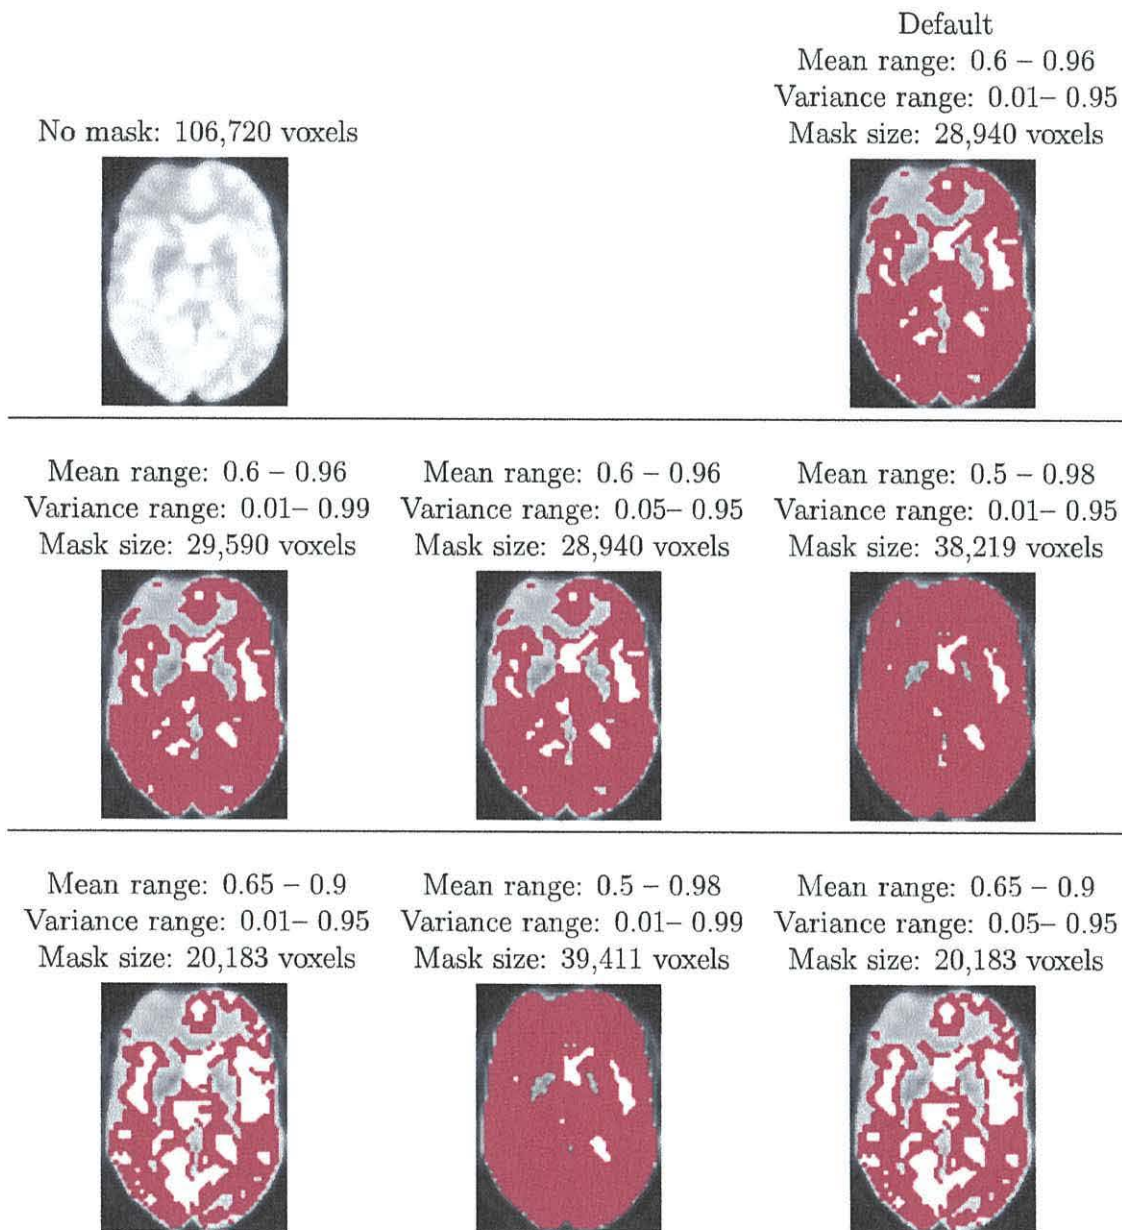 Default
Mean range: 0.6 – 0.96
Variance range: 0.01– 0.95
No mask: 106,720 voxels
Mask size: 28,940 voxels
Mean range: 0.6 – 0.96
Variance range: 0.01– 0.99
Mask size: 29,590 voxels
Mean range: 0.6 – 0.96
Variance range: 0.05– 0.95
Mask size: 28,940 voxels
Mean range: 0.5 – 0.98
Variance range: 0.01– 0.95
Mask size: 38,219 voxels
Mean range: 0.65 – 0.9
Variance range: 0.01– 0.95
Mask size: 20,183 voxels
Mean range: 0.5 – 0.98
Variance range: 0.01– 0.99
Mask size: 39,411 voxels
Mean range: 0.65 – 0.9
Variance range: 0.05– 0.95
Mask size: 20,183 voxels